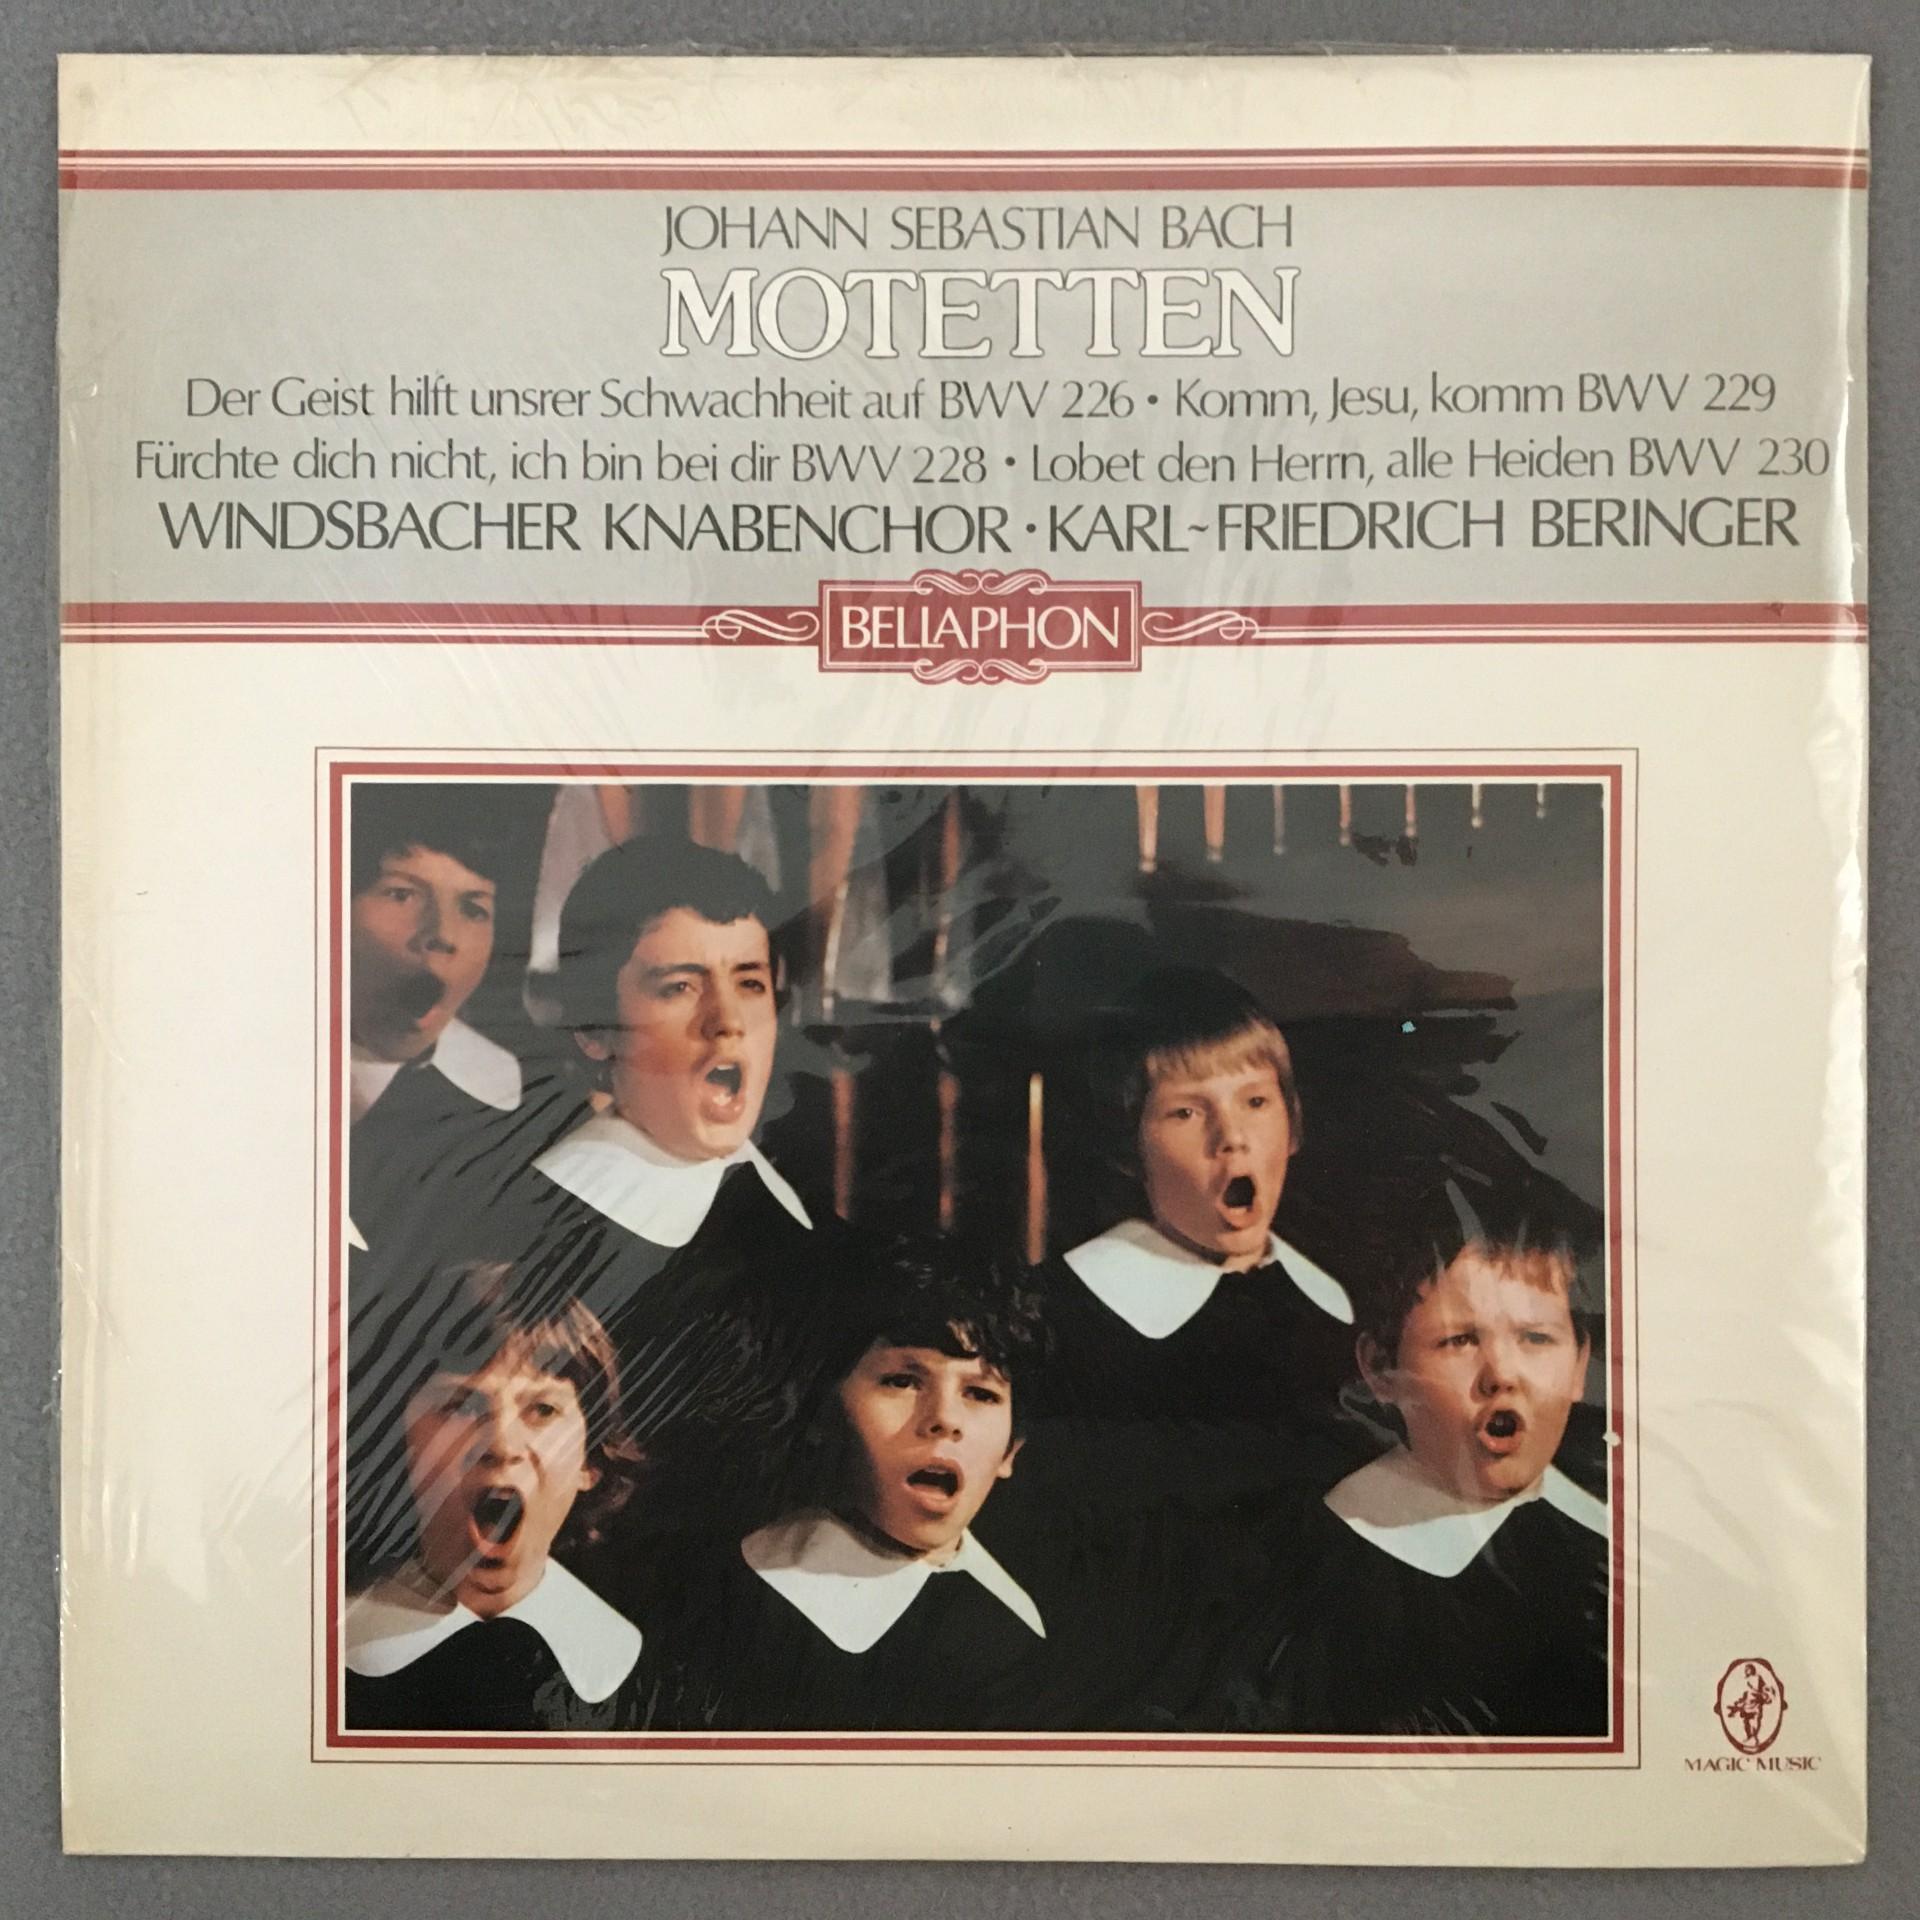 JOHANN SEBASTIAN BACH
MOTETTEN
Der Geist hilft unsrer Schwachheit auf BWV 226 • Komm, Jesu, komm BWV 229
Fürchte dich nicht, ich bin bei dir BWV 228 • Lobet den Herrn, alle Heiden BWV 230
WINDSBACHER KNABENCHOR • KARL~FRIEDRICH BERINGER
BELLAPHON
MAGIC MUSIC